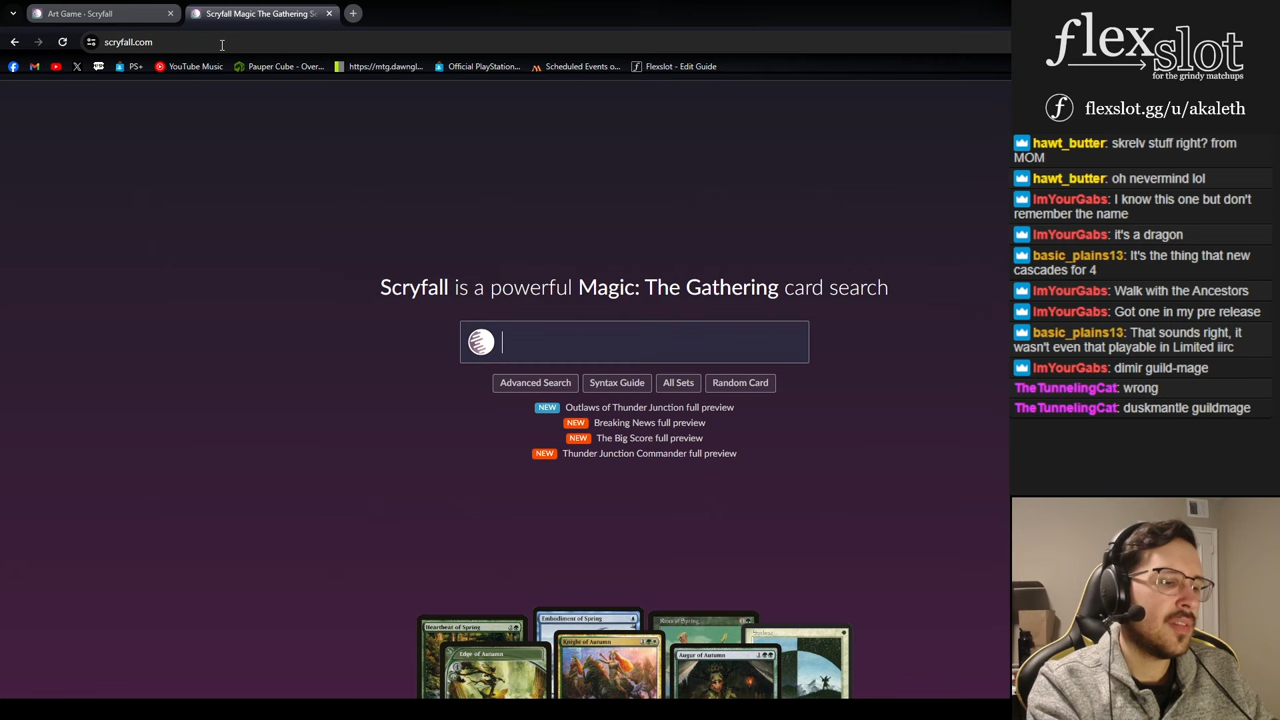 Art Game · Scryfall
Scryfall Magic The Gathering Se
scryfall.com
PS+
YouTube Music
Pauper Cube - Over...
https://mtg.dawngl...
Official PlayStation...
Scheduled Events o...
Flexslot - Edit Guide
Scryfall is a powerful Magic: The Gathering card search
Advanced Search
Syntax Guide
All Sets
Random Card
NEW Outlaws of Thunder Junction full preview
NEW Breaking News full preview
NEW The Big Score full preview
NEW Thunder Junction Commander full preview
Heartbeat of Spring
Embodiment of Spring
Edge of Autumn
Knight of Autumn
Augur of Autumn
flexslot
for the grindy matchups
flexslot.gg/u/akaleth
hawt_butter: skrelv stuff right? from
MOM
hawt_butter: oh nevermind lol
ImYourGabs: I know this one but don't
remember the name
ImYourGabs: it's a dragon
basic_plains13: It's the thing that new
cascades for 4
ImYourGabs: Walk with the Ancestors
ImYourGabs: Got one in my pre release
basic_plains13: That sounds right, it
wasn't even that playable in Limited iirc
ImYourGabs: dimir guild-mage
TheTunnelingCat: wrong
TheTunnelingCat: duskmantle guildmage